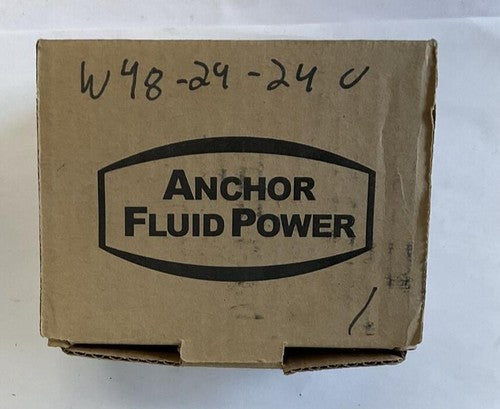 W48-24-24 U
ANCHOR
FLUID POWER
/